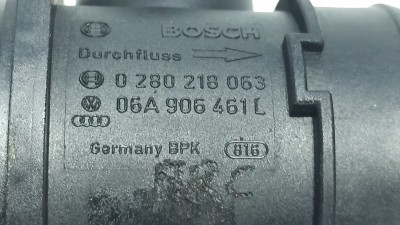 BOSCH
Durchfluss
0 280 218 063
06A 906 461 L
Germany BPK 816